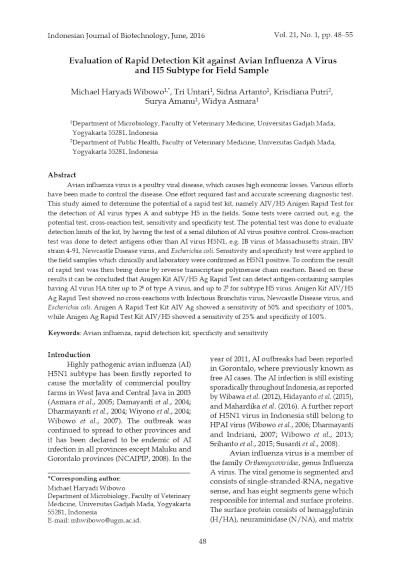 Indonesian Journal of Biotechnology, June, 2016
Vol. 21, No. 1, pp. 48–55
Evaluation of Rapid Detection Kit against Avian Influenza A Virus
and H5 Subtype for Field Sample
Michael Haryadi Wibowo1,*, Tri Untari1, Sidna Artanto1, Krisdiana Putri2,
Surya Amanu1, Widya Asmara1
1Department of Microbiology, Faculty of Veterinary Medicine, Universitas Gadjah Mada,
Yogyakarta 55281, Indonesia
2Department of Public Health, Faculty of Veterinary Medicine, Universitas Gadjah Mada,
Yogyakarta 55281, Indonesia
Abstract
Avian influenza virus is a poultry viral disease, which causes high economic losses. Various efforts
have been made to control the disease. One effort required fast and accurate screening diagnostic test.
This study aimed to determine the potential of a rapid test kit, namely AIV/H5 Anigen Rapid Test for
the detection of AI virus types A and subtype H5 in the fields. Some tests were carried out, e.g. the
potential test, cross-reaction test, sensitivity and specificity test. The potential test was done to evaluate
detection limits of the kit, by having the test of a serial dilution of AI virus positive control. Cross-reaction
test was done to detect antigens other than AI virus H5N1, e.g. IB virus of Massachusetts strain, IBV
strain 4-91, Newcastle Disease virus, and Escherichia coli. Sensitivity and specificity test were applied to
the field samples which clinically and laboratory were confirmed as H5N1 positive. To confirm the result
of rapid test was then being done by reverse transcriptase polymerase chain reaction. Based on these
results it can be concluded that Anigen Kit AIV/H5 Ag Rapid Test can detect antigen-containing samples
having AI virus HA titer up to of type A virus, and up to for subtype H5 virus. Anigen Kit AIV/H5
Ag Rapid Test showed no cross-reactions with Infectious Bronchitis virus, Newcastle Disease virus, and
Escherichia coli. Anigen A Rapid Test Kit AIV Ag showed a sensitivity of 50% and specificity of 100%,
while Anigen Ag Rapid Test Kit AIV/H5 showed a sensitivity of 25% and specificity of 100%.
Keywords: Avian influenza, rapid detection kit, specificity and sensitivity
Introduction
Highly pathogenic avian influenza (AI)
H5N1 subtype has been firstly reported to
cause the mortality of commercial poultry
farms in West Java and Central Java in 2003
(Asmara et al., 2005; Damayanti et al., 2004;
Dharmayanti et al., 2004; Wiyono et al., 2004;
Wibowo et al., 2007). The outbreak was
continued to spread to other provinces and
it has been declared to be endemic of AI
infection in all provinces except Maluku and
Gorontalo provinces (NCAIPIP, 2008). In the
*Corresponding author:
Michael Haryadi Wibowo
Department of Microbiology, Faculty of Veterinary
Medicine, Universitas Gadjah Mada, Yogyakarta
55281, Indonesia
E-mail: mhwibowo@ugm.ac.id.
year of 2011, AI outbreaks had been reported
in Gorontalo, where previously known as
free AI cases. The AI infection is still existing
sporadically throughout Indonesia, as reported
by Wibawa et al. (2012), Hidayanto et al. (2015),
and Mahardika et al. (2016). A further report
of H5N1 virus in Indonesia still belong to
HPAI virus (Wibowo et al., 2006; Dharmayanti
and Indriani, 2007; Wibowo et al., 2013;
Srihanto et al., 2015; Susanti et al., 2008).
Avian influenza virus is a member of
the family Orthomyxoviridae, genus Influenza
A virus. The viral genome is segmented and
consists of single-stranded-RNA, negative
sense, and has eight segments gene which
responsible for internal and surface proteins.
The surface protein consists of hemagglutinin
(H/HA), neuraminidase (N/NA), and matrix
48